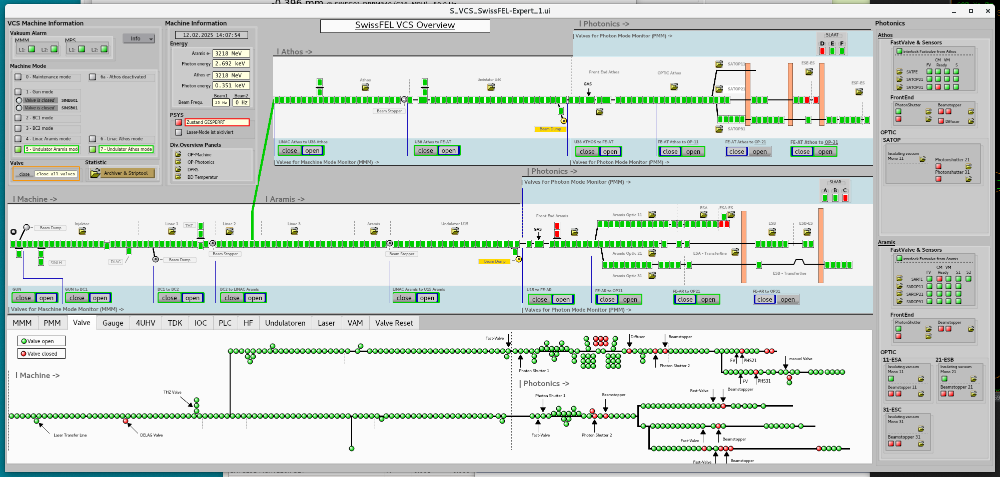 -0.396 mm @ SINEG01-DBPM340 (C16, MPU) 50.0 Hz
S_VCS_SwissFEL-Expert_1.ui
VCS Machine Information
Vakuum Alarm
MMM
L1: L2:
MPS
L1: L2:
Info
Machine Mode
0 - Maintenance mode
6a - Athos deactivated
1 - Gun mode
Valve is closed SINEG01
Valve is closed SINSB01
2 - BC1 mode
3 - BC2 mode
4 - Linac Aramis mode
6 - Linac Athos mode
5 - Undulator Aramis mod
7 - Undulator Athos mode
Valve
close close all valves
Statistic
Archiver & Striptool
Machine Information
12.02.2025 14:07:54
Energy
Aramis e- 3218 MeV
Photon energy 2.692 keV
Athos e- 3218 MeV
Photon energy 0.351 keV
Beam1 Beam2
Beam Frequ. 25 Hz 0 Hz
PSYS
Zustand GESPERRT
Laser-Mode ist aktiviert
Div.Overview Panels
OP-Machine
OP-Photonics
DPRS
BD Temperatur
SwissFEL VCS Overview
| Photonics ->
| Valves for Photon Mode Monitor (PMM) ->
SLAAT
D E F
| Athos ->
Athos
Undulator U40
Front End Athos
OPTIC Athos
GAS
SATOP11
SATOP21
SATOP31
ESE-ES
ESF-ES
Beam Stopper
Beam Dump
LINAC Athos to U38 Athos
close open
U38 Athos to FE-AT
close open
U38 ATHOS to FE-AT
close open
FE-AT Athos to OP-11
close open
FE-AT Athos to OP-21
close open
FE-AT Athos to OP-31
close open
| Valves for Maschine Mode Monitor (MMM) ->
| Valves for Photon Mode Monitor (PMM) ->
| Photonics ->
| Valves for Photon Mode Monitor (PMM) ->
SLAAR
A B C
| Machine ->
| Aramis ->
Beam Dump
Injektor
Linac 1
THZ
Linac 2
Linac 3
Aramis
Undulator U15
Front End Aramis
GAS
Aramis Optic 11
ESA
ESA-ES
ESB
ESB-ES
SINLH
DLAG
Beam Dump
Beam Stopper
Beam Stopper
Beam Dump
Aramis Optic 21
ESA - Transferline
Aramis Optic 31
ESB - Transferline
GUN
close open
GUN to BC1
close open
BC1 to BC2
close open
BC2 to LINAC Aramis
close open
LINAC Aramis to U15 Aramis
close open
U15 to FE-AR
close open
FE-AR to OP11
close open
FE-AR to OP21
close open
FE-AR to OP31
close open
| Valves for Maschine Mode Monitor (MMM) ->
| Valves for Photon Mode Monitor (PMM) ->
MMM PMM Valve Gauge 4UHV TDK IOC PLC HF Undulatoren Laser VAM Valve Reset
Valve open
Valve closed
| Machine ->
THZ Valve
Laser Transfer Line
DELAG Valve
Fast-Valve
Photon Shutter 1
Diffusor
Beamstopper
Photon Shutter 2
FV
PHS21
manuel Valve
FV
PHS31
| Photonics ->
Photon Shutter 1
Beamstopper
Fast-Valve
Photon Shutter 2
Fast-Valve
Beamstoppper
Fast-Valve
Beamstopper
Fast-Valve
Beamstopper
Photonics
Athos
FastValve & Sensors
interlock Fastvalve from Athos
CM VM
FV Ready S
SATFE
SATOP21
SATOP31
FrontEnd
PhotonShutter
Beamstopper
Diffusor
OPTIC
SATOP
Insulating vacuum
Mono 11
Photonshutter 21
Photonshutter 31
Aramis
FastValve & Sensors
interlock Fastvalve from Aramis
CM VM
FV Ready S1 S2
SARFE
SAROP11
SAROP21
SAROP31
FrontEnd
PhotonShutter
Beamstopper
OPTIC
11-ESA
Insulating vacuum
Mono 11
Beamstopper 11
21-ESB
Insulating vacuum
Mono 21
Beamstopper 21
31-ESC
Insulating vacuum
Mono 31
Beamstopper 31